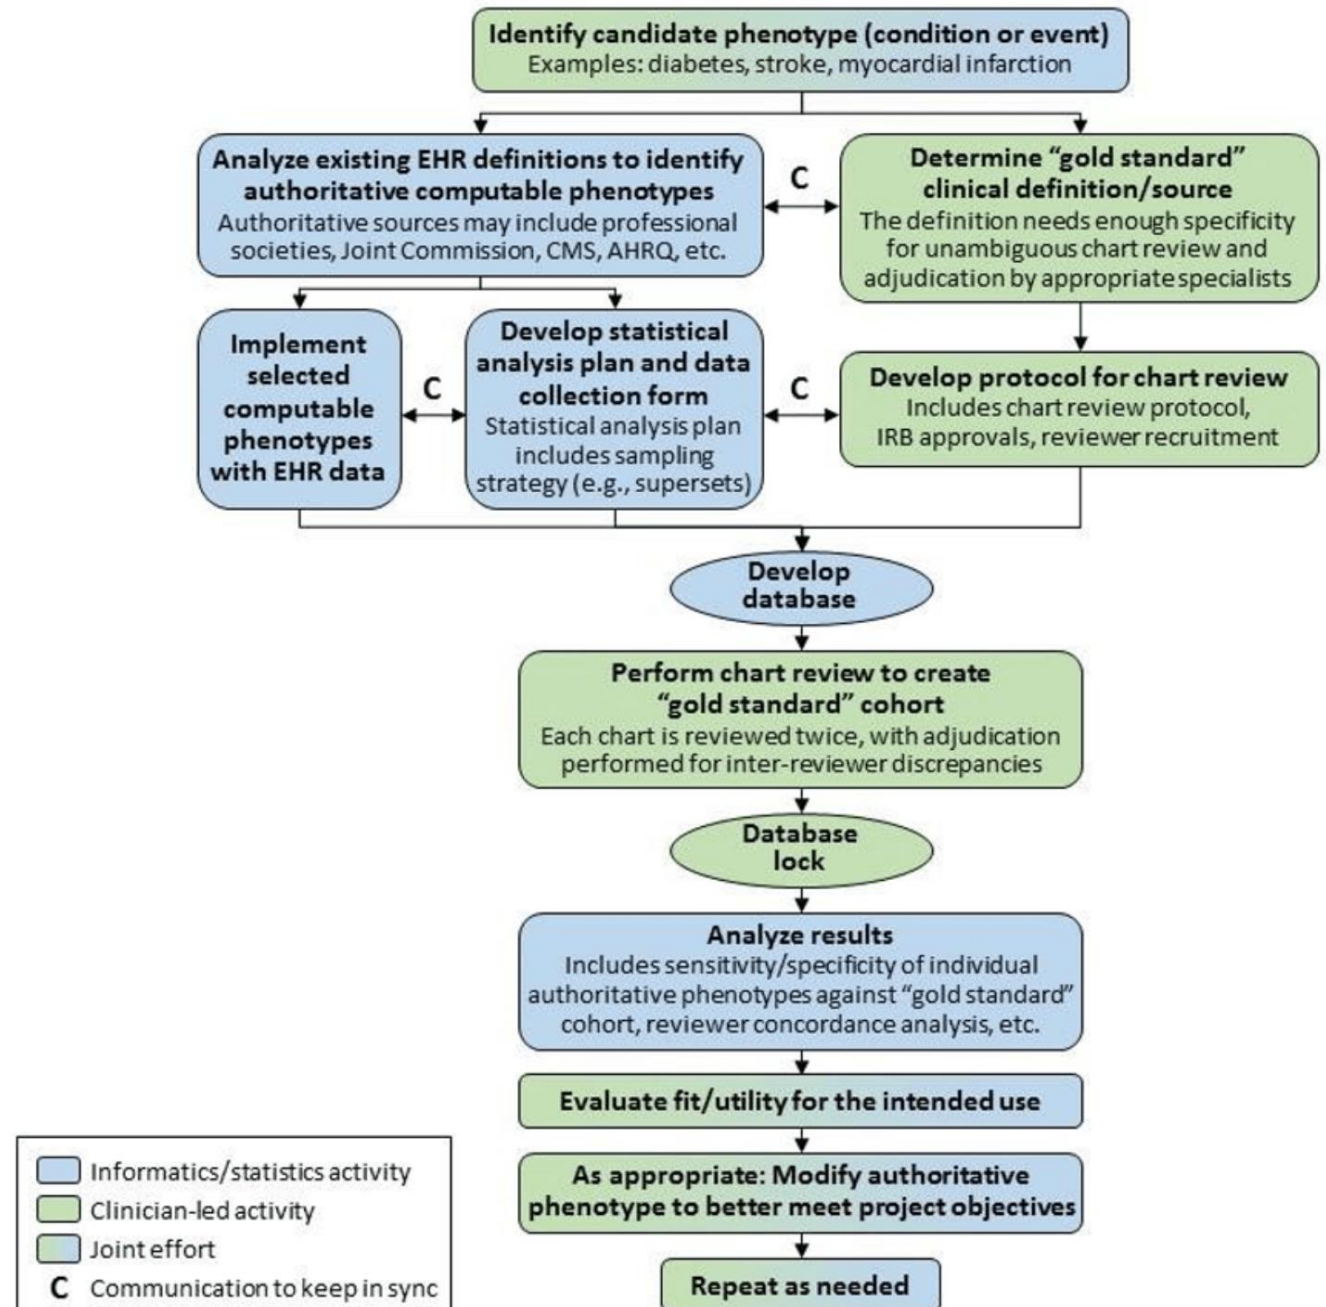 Identify candidate phenotype (condition or event)
Examples: diabetes, stroke, myocardial infarction
Analyze existing EHR definitions to identify
authoritative computable phenotypes
Authoritative sources may include professional
societies, Joint Commission, CMS, AHRQ, etc.
C
Determine “gold standard”
clinical definition/source
The definition needs enough specificity
for unambiguous chart review and
adjudication by appropriate specialists
Implement
selected
computable
phenotypes
with EHR data
C
Develop statistical
analysis plan and data
collection form
Statistical analysis plan
includes sampling
strategy (e.g., supersets)
C
Develop protocol for chart review
Includes chart review protocol,
IRB approvals, reviewer recruitment
Develop
database
Perform chart review to create
“gold standard” cohort
Each chart is reviewed twice, with adjudication
performed for inter-reviewer discrepancies
Database
lock
Analyze results
Includes sensitivity/specificity of individual
authoritative phenotypes against “gold standard”
cohort, reviewer concordance analysis, etc.
Evaluate fit/utility for the intended use
As appropriate: Modify authoritative
phenotype to better meet project objectives
Repeat as needed
Informatics/statistics activity
Clinician-led activity
Joint effort
C Communication to keep in sync